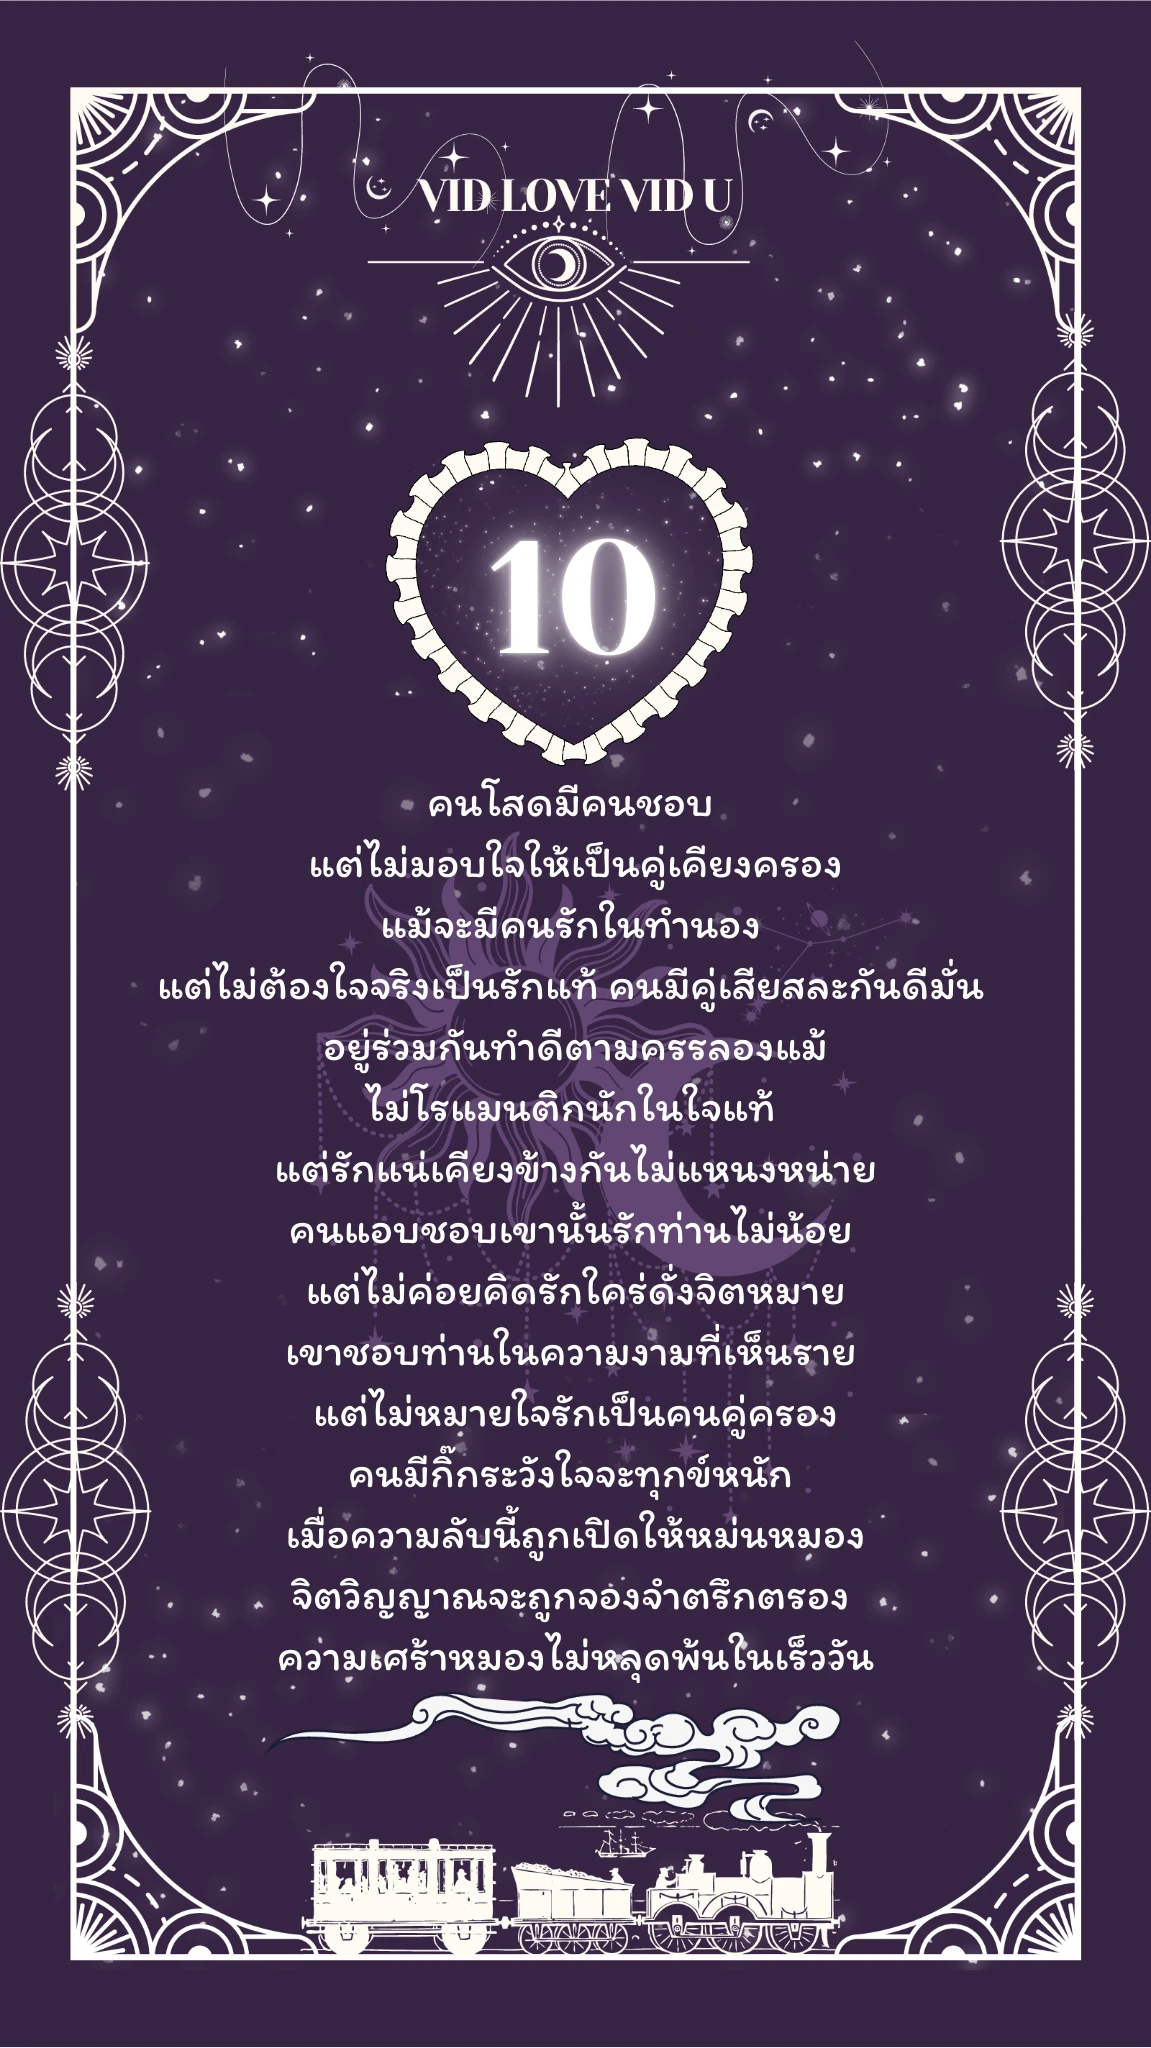 VID LOVE VID U
10
คนโสดมีคนชอบ
แต่ไม่มอบใจให้เป็นคู่เคียงครอง
แม้จะมีคนรักในทำนอง
แต่ไม่ต้องใจจริงเป็นรักแท้ คนมีคู่เสียสละกันดีมั่น
อยู่ร่วมกันทำดีตามครรลองแม้
ไม่โรแมนติกนักในใจแท้
แต่รักแน่เคียงข้างกันไม่แหนงหน่าย
คนแอบชอบเขานั้นรักท่านไม่น้อย
แต่ไม่ค่อยคิดรักใคร่ดั่งจิตหมาย
เขาชอบท่านในความงามที่เห็นราย
แต่ไม่หมายใจรักเป็นคนคู่ครอง
คนมีกิ๊กระวังใจจะทุกข์หนัก
เมื่อความลับนี้ถูกเปิดให้หม่นหมอง
จิตวิญญาณจะถูกจองจำตรึกตรอง
ความเศร้าหมองไม่หลุดพ้นในเร็ววัน